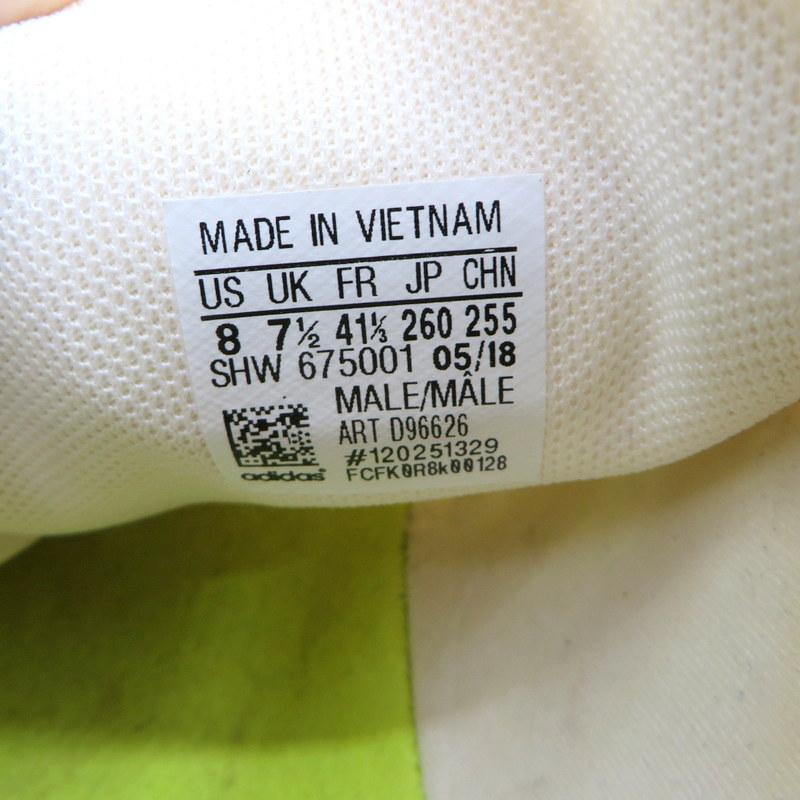 MADE IN VIETNAM
US UK FR JP CHN
8 7½ 41⅓ 260 255
SHW 675001 05/18
MALE/MÂLE
ART D96626
#120251329
FCFK0R8k00128
adidas